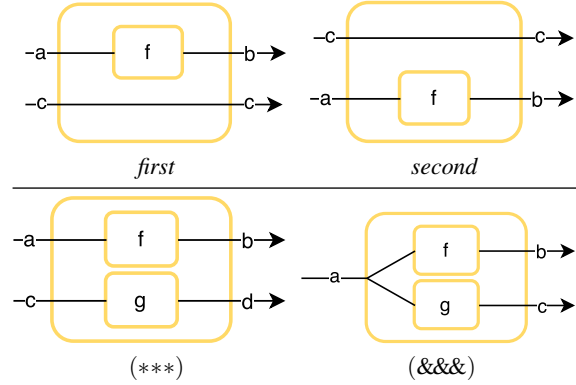 a f b
c c
first
c c
a f b
second
a f b
c g d
(***)
a f b
g c
(&&&)